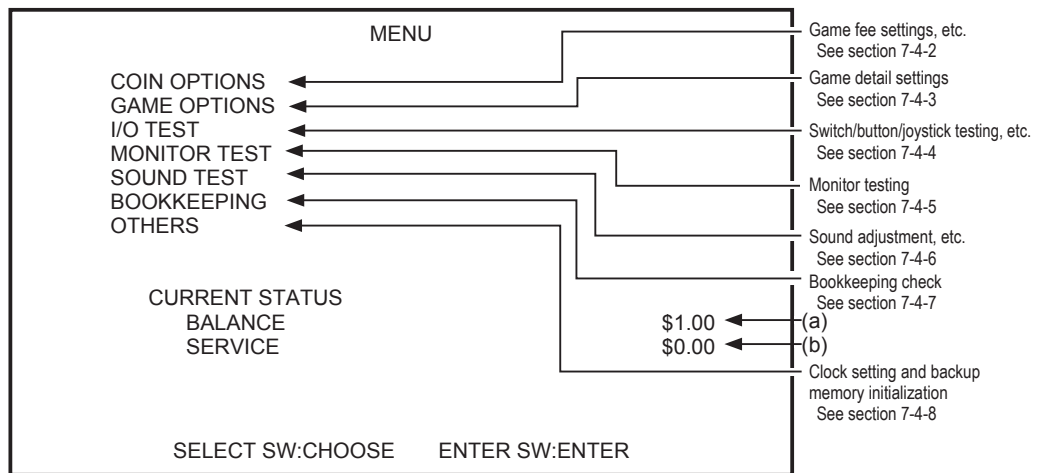 MENU
COIN OPTIONS
GAME OPTIONS
I/O TEST
MONITOR TEST
SOUND TEST
BOOKKEEPING
OTHERS
CURRENT STATUS
BALANCE $1.00
SERVICE $0.00
SELECT SW:CHOOSE ENTER SW:ENTER
Game fee settings, etc.
See section 7-4-2
Game detail settings
See section 7-4-3
Switch/button/joystick testing, etc.
See section 7-4-4
Monitor testing
See section 7-4-5
Sound adjustment, etc.
See section 7-4-6
Bookkeeping check
See section 7-4-7
(a)
(b)
Clock setting and backup
memory initialization
See section 7-4-8